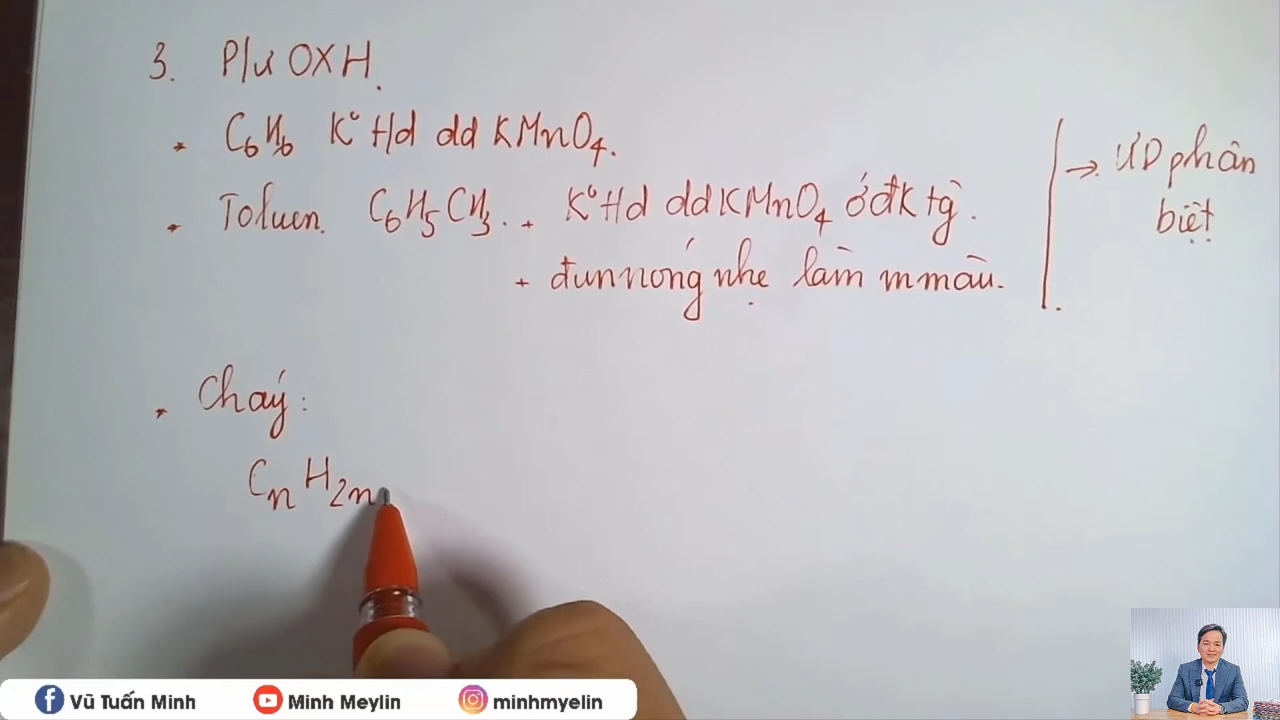 3. P/ư OXH.
* C₆H₆ K° t/d dd KMnO₄.
* Toluen. C₆H₅CH₃. + K° t/d dd KMnO₄ ở đk tg̀.
→ ƯD phân
biệt
+ đun nóng nhẹ làm m màu.
* Cháy:
CₙH₂ₙ
Vũ Tuấn Minh
Minh Meylin
minhmyelin